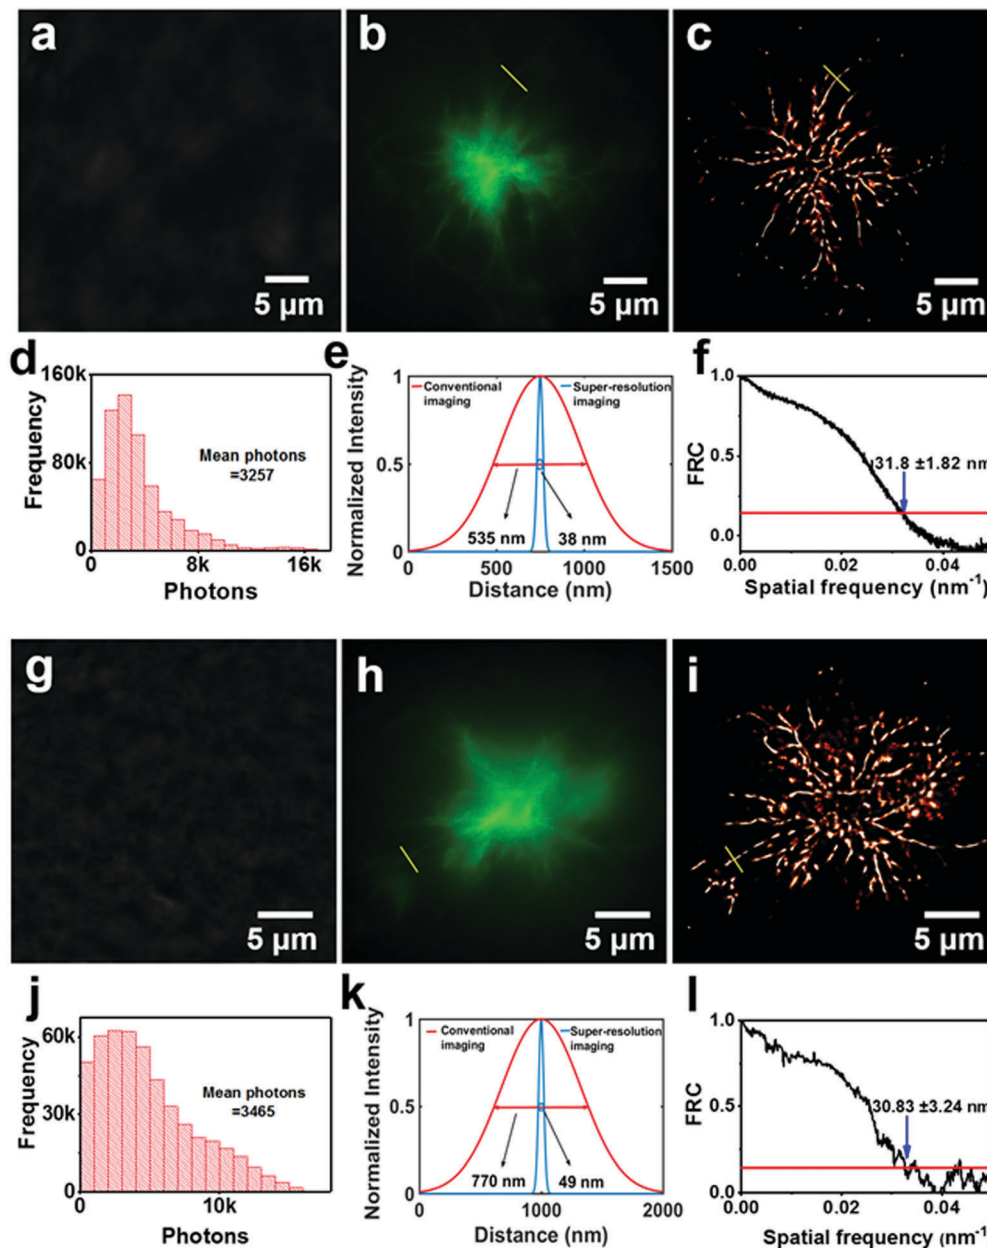 a
b
c
5 µm
5 µm
5 µm
d
160k
80k
0
Frequency
Mean photons
=3257
0
8k
16k
Photons
e
Normalized Intensity
1
0.5
0
Conventional
imaging
Super-resolution
imaging
535 nm
38 nm
0
500
1000
1500
Distance (nm)
f
FRC
1.0
0.5
0.0
31.8 ±1.82 nm
0.00
0.02
0.04
Spatial frequency (nm-1)
g
h
i
5 µm
5 µm
5 µm
j
60k
30k
0
Frequency
Mean photons
=3465
0
10k
Photons
k
Normalized Intensity
1
0.5
0
Conventional
imaging
Super-resolution
imaging
770 nm
49 nm
0
500
1000
1500
2000
Distance (nm)
l
FRC
1.0
0.5
0.0
30.83 ±3.24 nm
0.00
0.02
0.04
Spatial frequency (nm-1